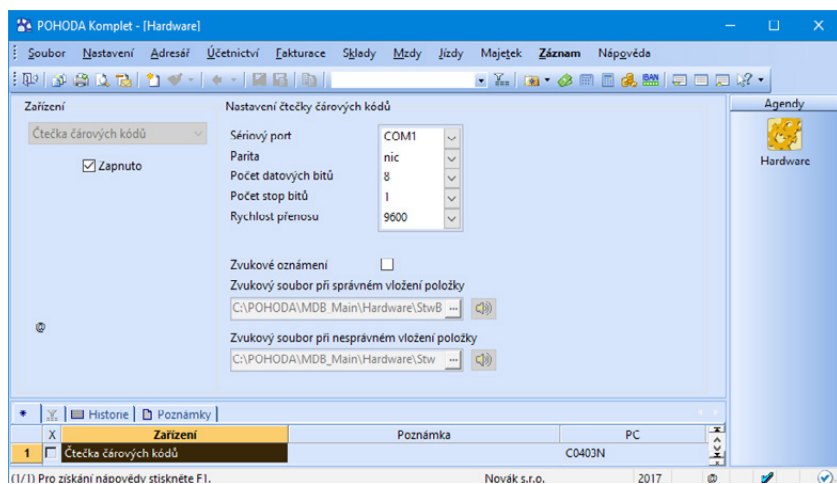 POHODA Komplet - [Hardware]
Soubor Nastavení Adresář Účetnictví Fakturace Sklady Mzdy Jízdy Majetek Záznam Nápověda
IBAN
Zařízení
Čtečka čárových kódů
Zapnuto
@
Nastavení čtečky čárových kódů
Sériový port COM1
Parita nic
Počet datových bitů 8
Počet stop bitů 1
Rychlost přenosu 9600
Zvukové oznámení
Zvukový soubor při správném vložení položky
C:\POHODA\MDB_Main\Hardware\StwB ...
Zvukový soubor při nesprávném vložení položky
C:\POHODA\MDB_Main\Hardware\Stw ...
Agendy
Hardware
* Historie Poznámky
X Zařízení Poznámka PC
1 Čtečka čárových kódů C0403N
(1/1) Pro získání nápovědy stiskněte F1. Novák s.r.o. 2017 @